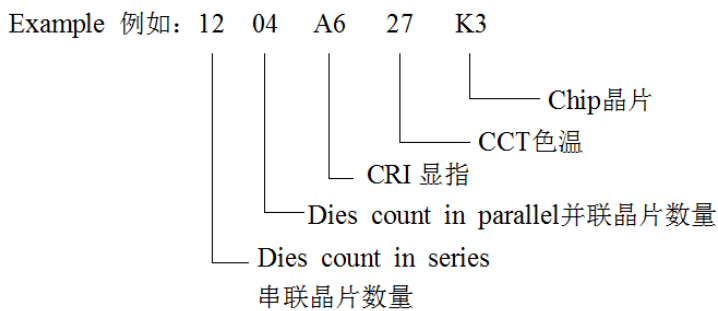 Example 例如：12 04 A6 27 K3
Chip晶片
CCT色温
CRI 显指
Dies count in parallel并联晶片数量
Dies count in series
串联晶片数量